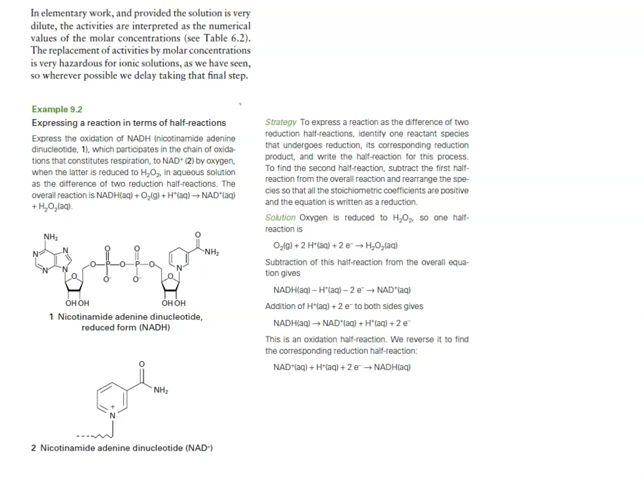 In elementary work, and provided the solution is very
dilute, the activities are interpreted as the numerical
values of the molar concentrations (see Table 6.2).
The replacement of activities by molar concentrations
is very hazardous for ionic solutions, as we have seen,
so wherever possible we delay taking that final step.
Example 9.2
Expressing a reaction in terms of half-reactions
Express the oxidation of NADH (nicotinamide adenine
dinucleotide, 1), which participates in the chain of oxida-
tions that constitutes respiration, to NAD⁺ (2) by oxygen,
when the latter is reduced to H₂O₂, in aqueous solution
as the difference of two reduction half-reactions. The
overall reaction is NADH(aq) + O₂(g) + H⁺(aq) → NAD⁺(aq)
+ H₂O₂(aq).
NH₂
N N
N N
O O O O P O P O O
O⁻ O⁻
OH OH OH OH
O
NH₂
N
1 Nicotinamide adenine dinucleotide,
reduced form (NADH)
O
NH₂
+
N
2 Nicotinamide adenine dinucleotide (NAD⁺)
Strategy To express a reaction as the difference of two
reduction half-reactions, identify one reactant species
that undergoes reduction, its corresponding reduction
product, and write the half-reaction for this process.
To find the second half-reaction, subtract the first half-
reaction from the overall reaction and rearrange the spe-
cies so that all the stoichiometric coefficients are positive
and the equation is written as a reduction.
Solution Oxygen is reduced to H₂O₂, so one half-
reaction is
O₂(g) + 2 H⁺(aq) + 2 e⁻ → H₂O₂(aq)
Subtraction of this half-reaction from the overall equa-
tion gives
NADH(aq) – H⁺(aq) – 2 e⁻ → NAD⁺(aq)
Addition of H⁺(aq) + 2 e⁻ to both sides gives
NADH(aq) → NAD⁺(aq) + H⁺(aq) + 2 e⁻
This is an oxidation half-reaction. We reverse it to find
the corresponding reduction half-reaction:
NAD⁺(aq) + H⁺(aq) + 2 e⁻ → NADH(aq)